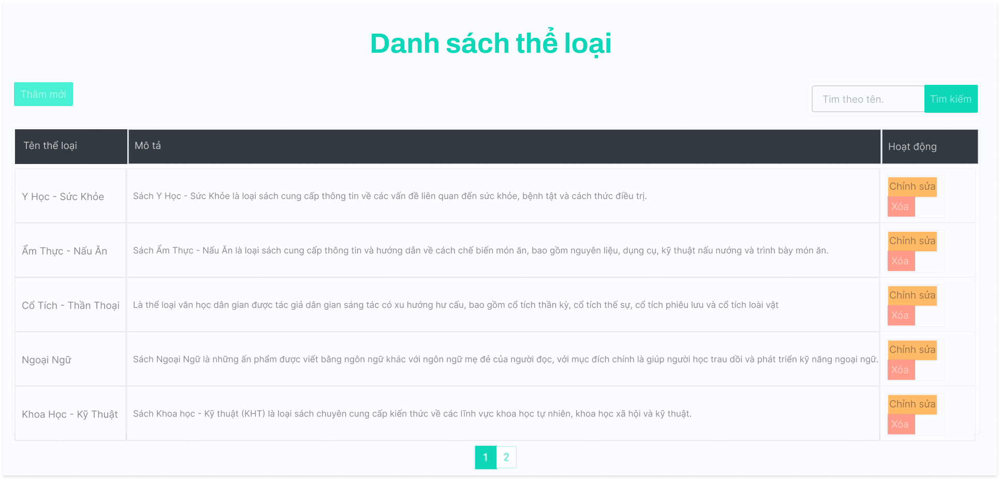 Danh sách thể loại
Thâm mới
Tim theo tên. Tìm kiếm
Tên thể loại Mô tả Hoạt động
Y Học - Sức Khỏe Sách Y Học - Sức Khỏe là loại sách cung cấp thông tin về các vấn đề liên quan đến sức khỏe, bệnh tật và cách thức điều trị. Chỉnh sửa
Xóa
Ẩm Thực - Nấu Ăn Sách Ẩm Thực - Nấu Ăn là loại sách cung cấp thông tin và hướng dẫn về cách chế biến món ăn, bao gồm nguyên liệu, dụng cụ, kỹ thuật nấu nướng và trình bày món ăn. Chỉnh sửa
Xóa
Cổ Tích - Thần Thoại Là thể loại văn học dân gian được tác giả dân gian sáng tác có xu hướng hư cấu, bao gồm cổ tích thần kỳ, cổ tích thế sự, cổ tích phiêu lưu và cổ tích loài vật Chỉnh sửa
Xóa
Ngoại Ngữ Sách Ngoại Ngữ là những ấn phẩm được viết bằng ngôn ngữ khác với ngôn ngữ mẹ đẻ của người đọc, với mục đích chính là giúp người học trau dồi và phát triển kỹ năng ngoại ngữ. Chỉnh sửa
Xóa
Khoa Học - Kỹ Thuật Sách Khoa học - Kỹ thuật (KHT) là loại sách chuyên cung cấp kiến thức về các lĩnh vực khoa học tự nhiên, khoa học xã hội và kỹ thuật. Chỉnh sửa
Xóa
1 2